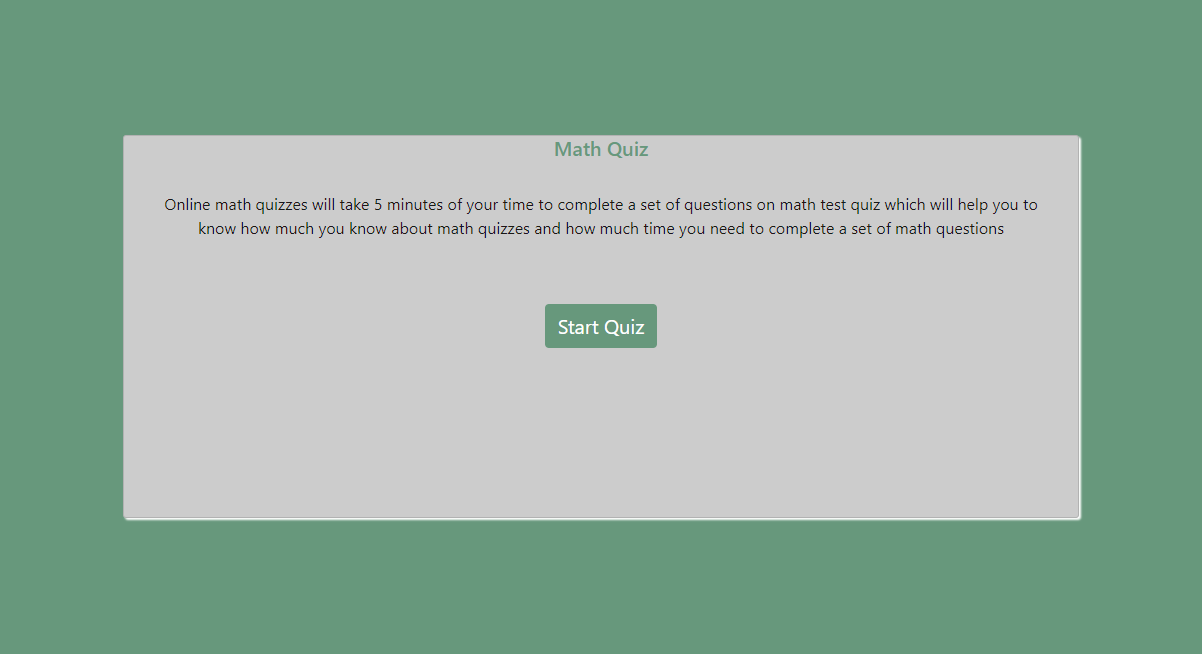 Math Quiz
Online math quizzes will take 5 minutes of your time to complete a set of questions on math test quiz which will help you to
know how much you know about math quizzes and how much time you need to complete a set of math questions
Start Quiz